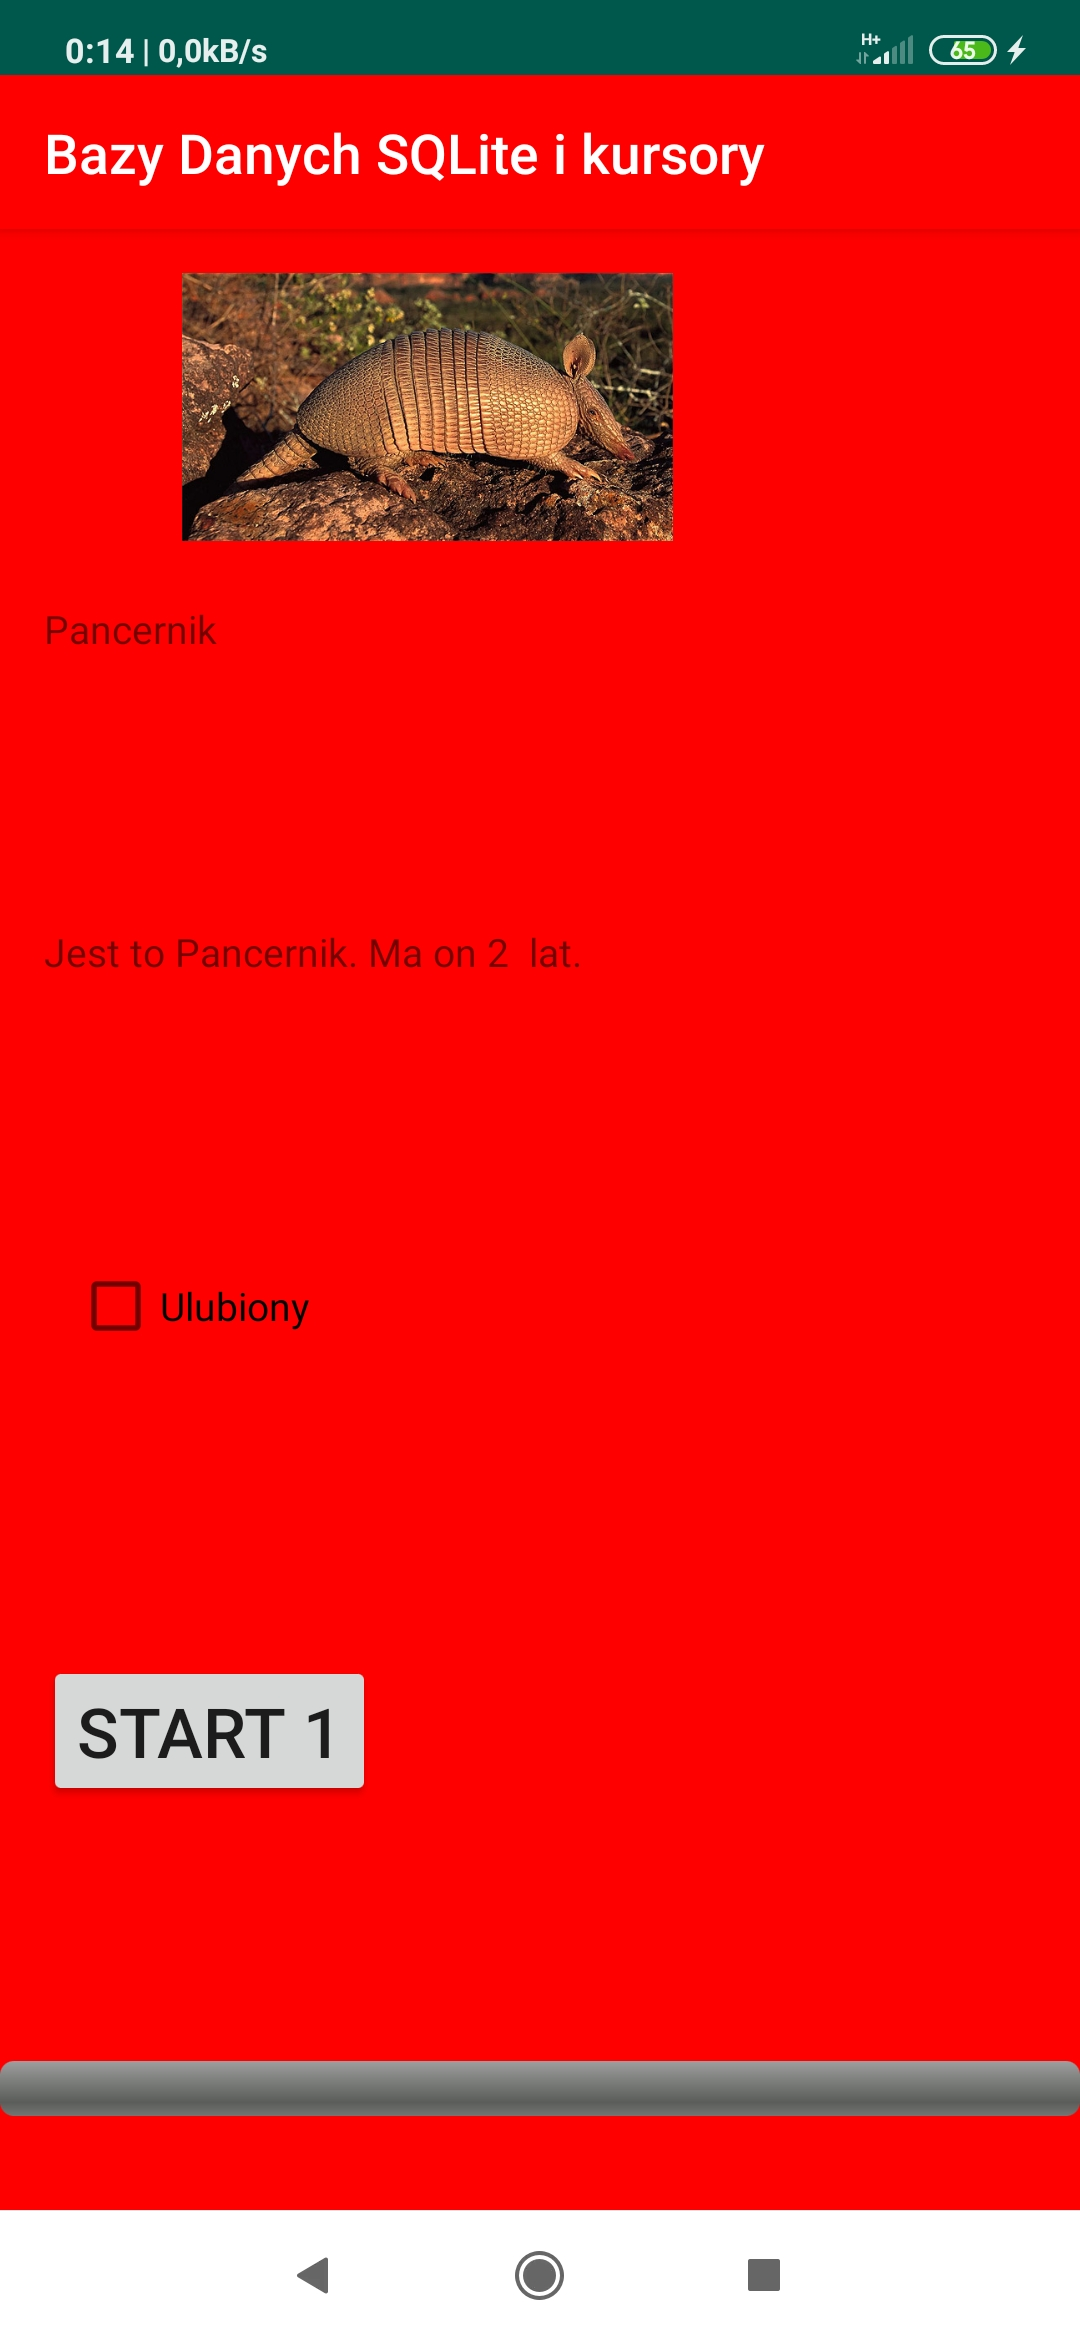 0:14 | 0,0kB/s H+ 65
Bazy Danych SQLite i kursory
Pancernik
Jest to Pancernik. Ma on 2  lat.
Ulubiony
START 1